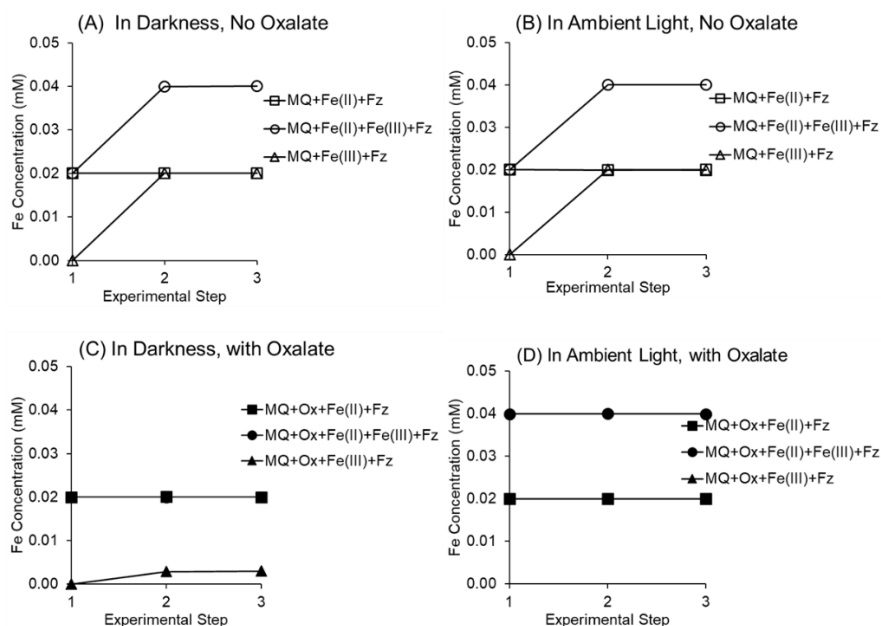 (A) In Darkness, No Oxalate
Fe Concentration (mM)
0.05
0.04
0.03
0.02
0.01
0.00
1 2 3
Experimental Step
MQ+Fe(II)+Fz
MQ+Fe(II)+Fe(III)+Fz
MQ+Fe(III)+Fz
(B) In Ambient Light, No Oxalate
Fe Concentration (mM)
0.05
0.04
0.03
0.02
0.01
0.00
1 2 3
Experimental Step
MQ+Fe(II)+Fz
MQ+Fe(II)+Fe(III)+Fz
MQ+Fe(III)+Fz
(C) In Darkness, with Oxalate
Fe Concentration (mM)
0.05
0.04
0.03
0.02
0.01
0.00
1 2 3
Experimental Step
MQ+Ox+Fe(II)+Fz
MQ+Ox+Fe(II)+Fe(III)+Fz
MQ+Ox+Fe(III)+Fz
(D) In Ambient Light, with Oxalate
Fe Concentration (mM)
0.05
0.04
0.03
0.02
0.01
0.00
1 2 3
Experimental Step
MQ+Ox+Fe(II)+Fz
MQ+Ox+Fe(II)+Fe(III)+Fz
MQ+Ox+Fe(III)+Fz